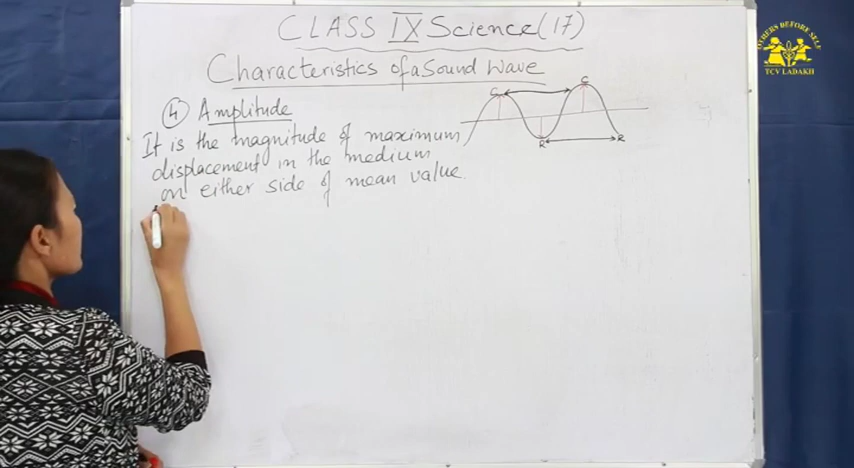 CLASS IX Science (17)
Characteristics of a Sound Wave
④ Amplitude
It is the magnitude of maximum
displacement in the medium
on either side of mean value.
C
C
R
R
OTHERS BEFORE SELF
TCV LADAKH